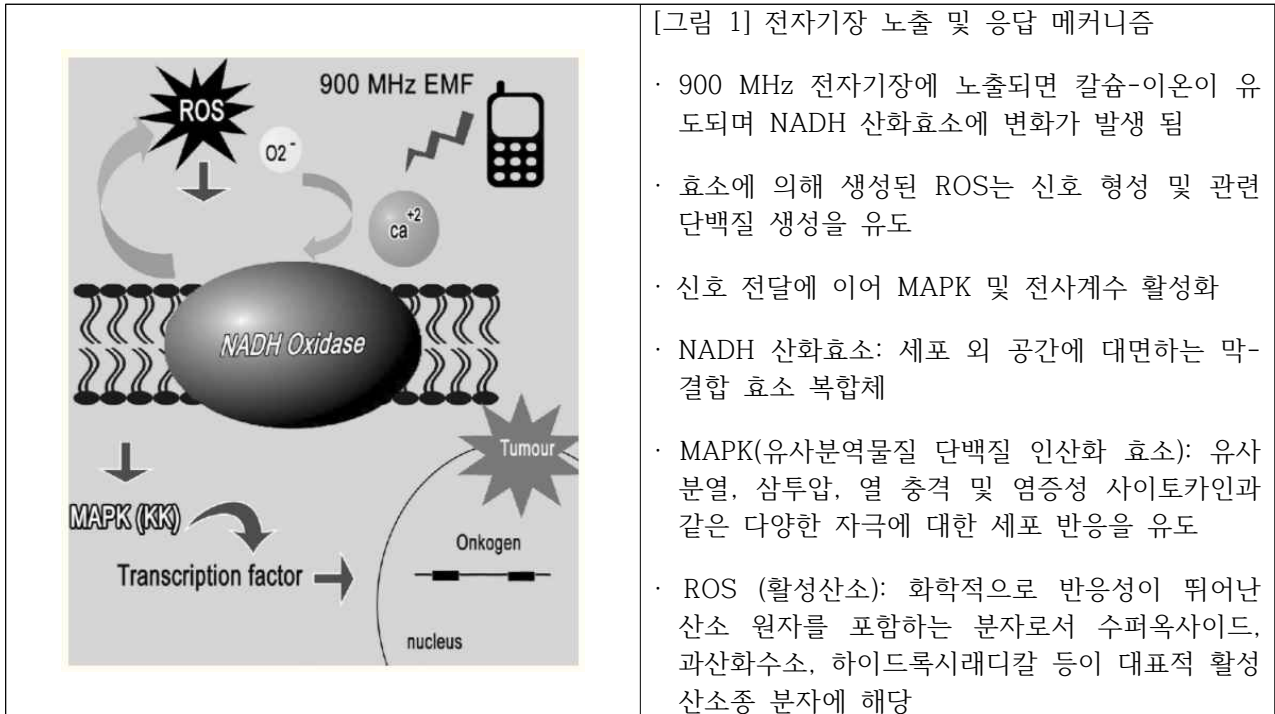 900 MHz EMF
ROS
O2 -
ca +2
NADH Oxidase
Tumour
MAPK (KK)
Transcription factor
Onkogen
nucleus
[그림 1] 전자기장 노출 및 응답 메커니즘
· 900 MHz 전자기장에 노출되면 칼슘-이온이 유
도되며 NADH 산화효소에 변화가 발생 됨
· 효소에 의해 생성된 ROS는 신호 형성 및 관련
단백질 생성을 유도
· 신호 전달에 이어 MAPK 및 전사계수 활성화
· NADH 산화효소: 세포 외 공간에 대면하는 막-
결합 효소 복합체
· MAPK(유사분역물질 단백질 인산화 효소): 유사
분열, 삼투압, 열 충격 및 염증성 사이토카인과
같은 다양한 자극에 대한 세포 반응을 유도
· ROS (활성산소): 화학적으로 반응성이 뛰어난
산소 원자를 포함하는 분자로서 수퍼옥사이드,
과산화수소, 하이드록시래디칼 등이 대표적 활성
산소종 분자에 해당